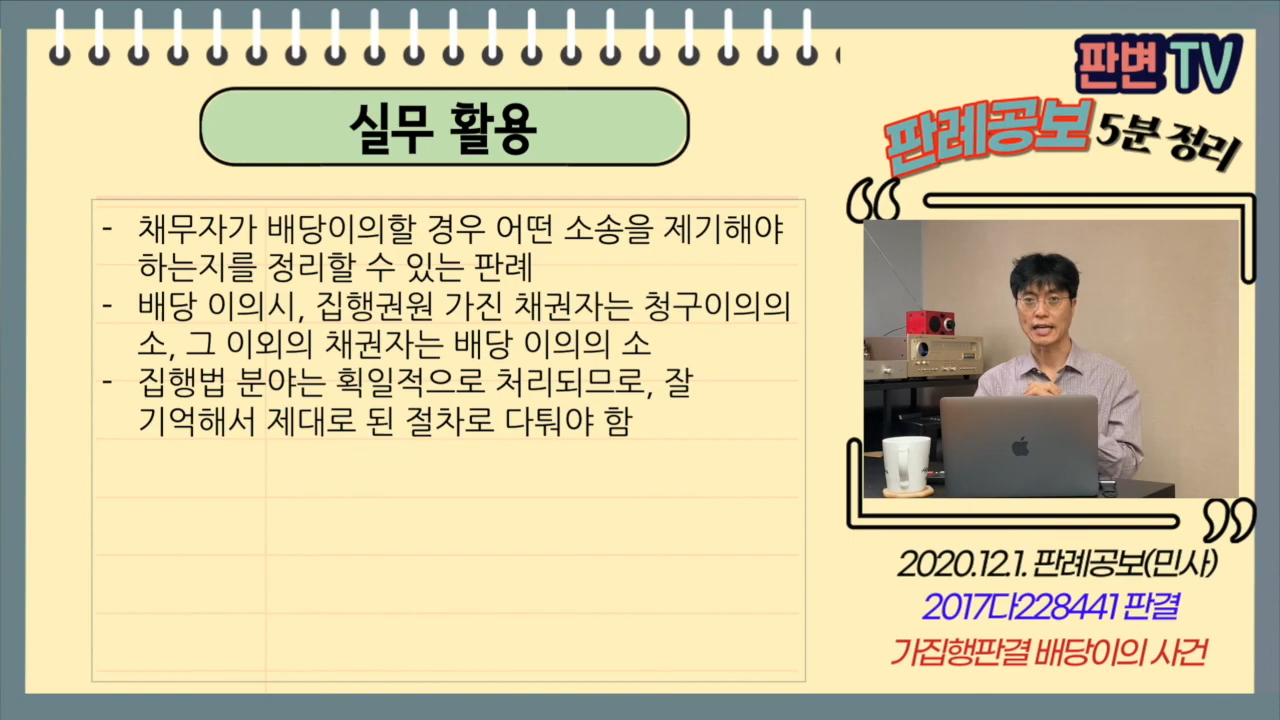 실무 활용
- 채무자가 배당이의할 경우 어떤 소송을 제기해야
하는지를 정리할 수 있는 판례
- 배당 이의시, 집행권원 가진 채권자는 청구이의의
소, 그 이외의 채권자는 배당 이의의 소
- 집행법 분야는 획일적으로 처리되므로, 잘
기억해서 제대로 된 절차로 다퉈야 함
판변TV
판례공보 5분 정리
2020.12.1. 판례공보(민사)
2017다228441 판결
가집행판결 배당이의 사건